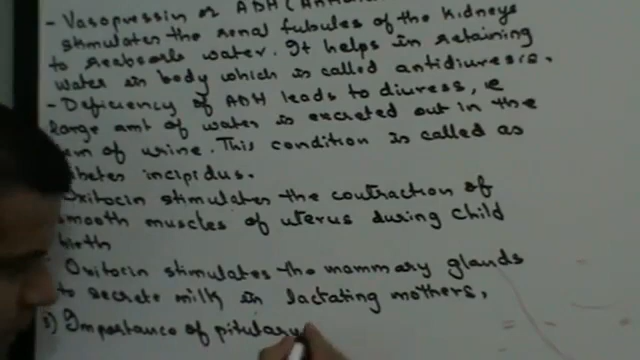 - Vasopressin or ADH
stimulates the renal tubules of the kidneys
to reabsorb water. It helps in retaining
water in body which is called antidiuresis.
- Deficiency of ADH leads to diuress, ie
large amt of water is excreted out in the
of urine. This condition is called as
incipidus.
Oxitocin stimulates the contraction of
smooth muscles of uterus during child
birth
Oxitocin stimulates the mammary glands
to secrete milk in lactating mothers,
Importance of pitulary